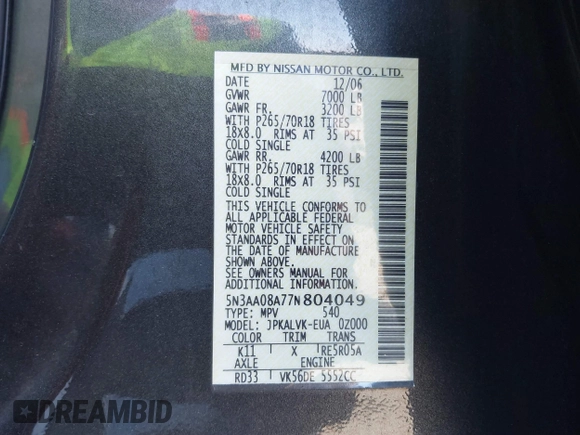 MFD BY NISSAN MOTOR CO., LTD.
DATE 12/06
GVWR 7000 LB
GAWR FR. 3200 LB
WITH P265/70R18 TIRES
18x8.0 RIMS AT 35 PSI
COLD SINGLE
GAWR RR. 4200 LB
WITH P265/70R18 TIRES
18x8.0 RIMS AT 35 PSI
COLD SINGLE
THIS VEHICLE CONFORMS TO
ALL APPLICABLE FEDERAL
MOTOR VEHICLE SAFETY
STANDARDS IN EFFECT ON
THE DATE OF MANUFACTURE
SHOWN ABOVE.
SEE OWNERS MANUAL FOR
ADDITIONAL INFORMATION.
5N3AA08A77N804049
TYPE: MPV 540
MODEL: JPKALVK-EUA 0Z000
COLOR TRIM TRANS
K11 X RE5R05A
AXLE ENGINE
RD33 VK56DE 5552CC
DREAMBID